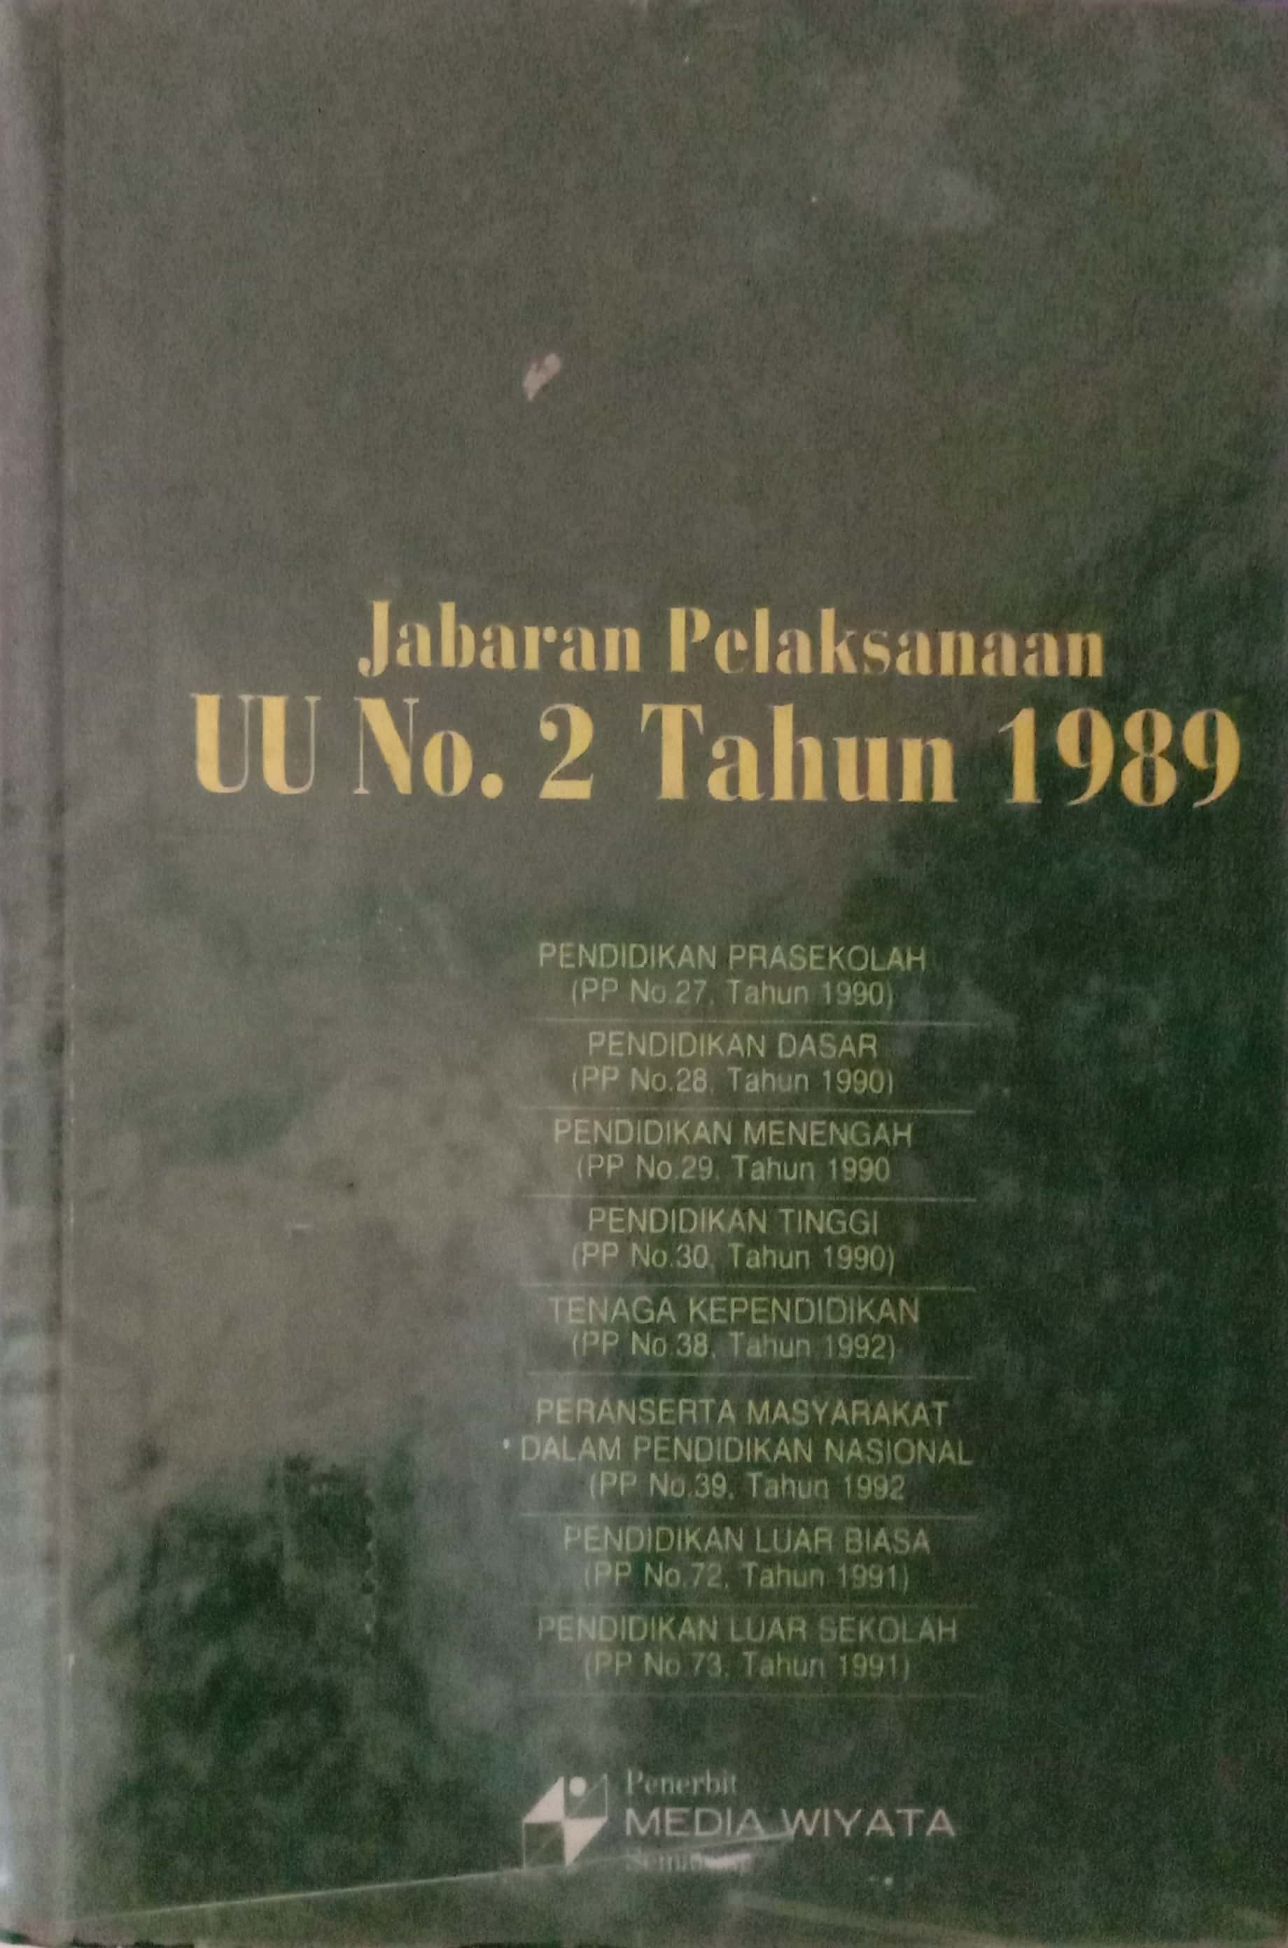 Jabaran Pelaksanaan
UU No. 2 Tahun 1989
PENDIDIKAN PRASEKOLAH
(PP No.27, Tahun 1990)
PENDIDIKAN DASAR
(PP No.28, Tahun 1990)
PENDIDIKAN MENENGAH
(PP No.29, Tahun 1990
PENDIDIKAN TINGGI
(PP No.30, Tahun 1990)
TENAGA KEPENDIDIKAN
(PP No.38, Tahun 1992)
PERANSERTA MASYARAKAT
DALAM PENDIDIKAN NASIONAL
(PP No.39, Tahun 1992
PENDIDIKAN LUAR BIASA
(PP No.72, Tahun 1991)
PENDIDIKAN LUAR SEKOLAH
(PP No.73, Tahun 1991)
Penerbit
MEDIA WIYATA